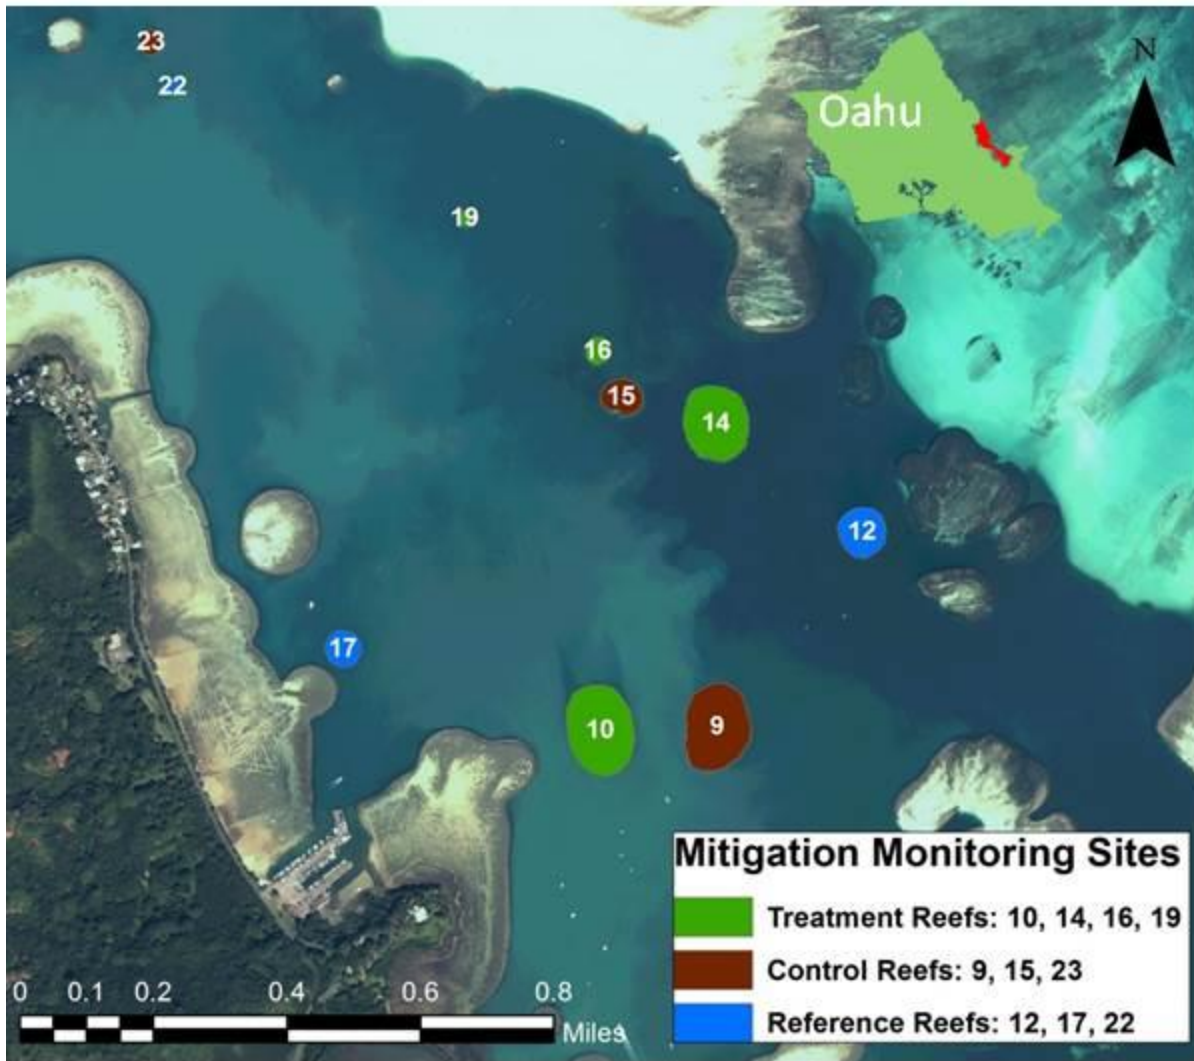 23
22
Oahu
N
19
16
15
14
12
17
10
9
Mitigation Monitoring Sites
Treatment Reefs: 10, 14, 16, 19
Control Reefs: 9, 15, 23
Reference Reefs: 12, 17, 22
0 0.1 0.2 0.4 0.6 0.8
Miles